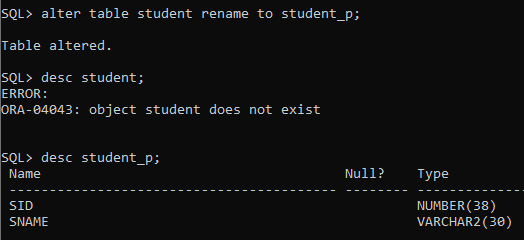 SQL> alter table student rename to student_p;
Table altered.
SQL> desc student;
ERROR:
ORA-04043: object student does not exist
SQL> desc student_p;
Name Null? Type
----------------------------------------- -------- --------------
SID NUMBER(38)
SNAME VARCHAR2(30)